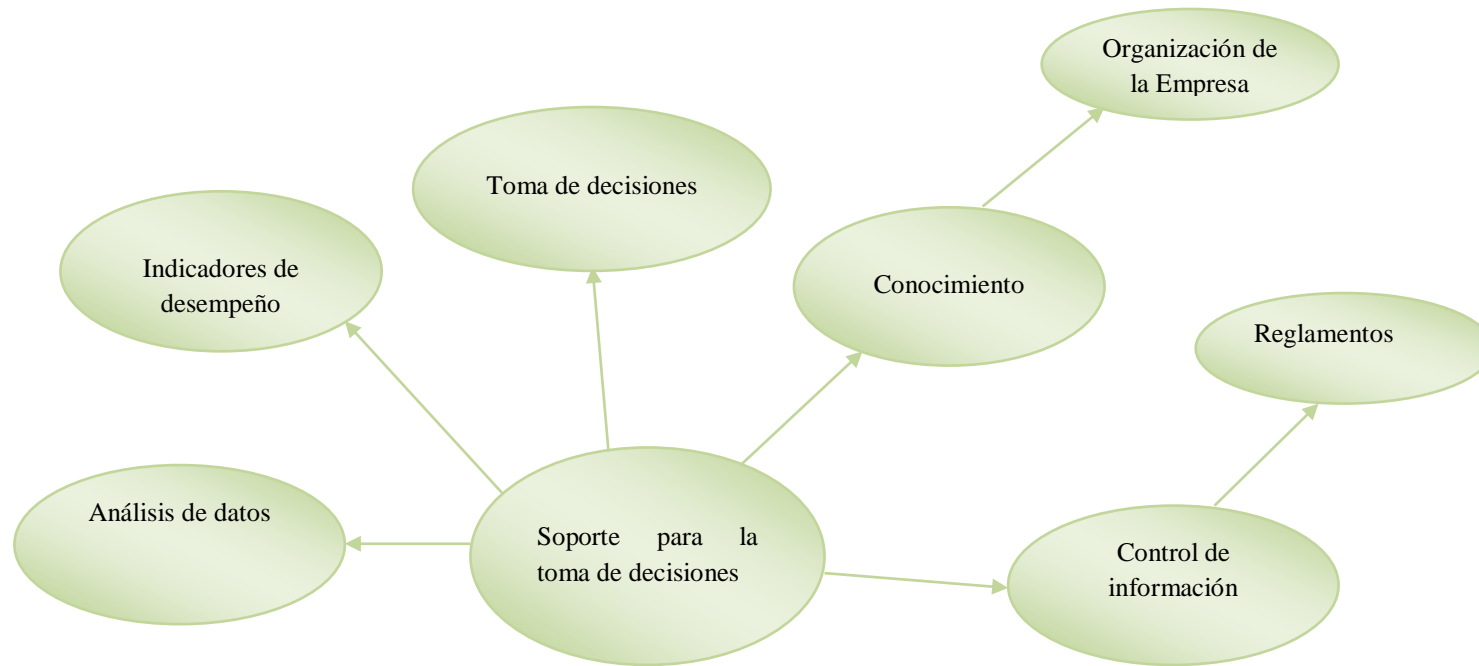 Organización de
la Empresa
Toma de decisiones
Indicadores de
desempeño
Conocimiento
Reglamentos
Análisis de datos
Soporte para la
toma de decisiones
Control de
información